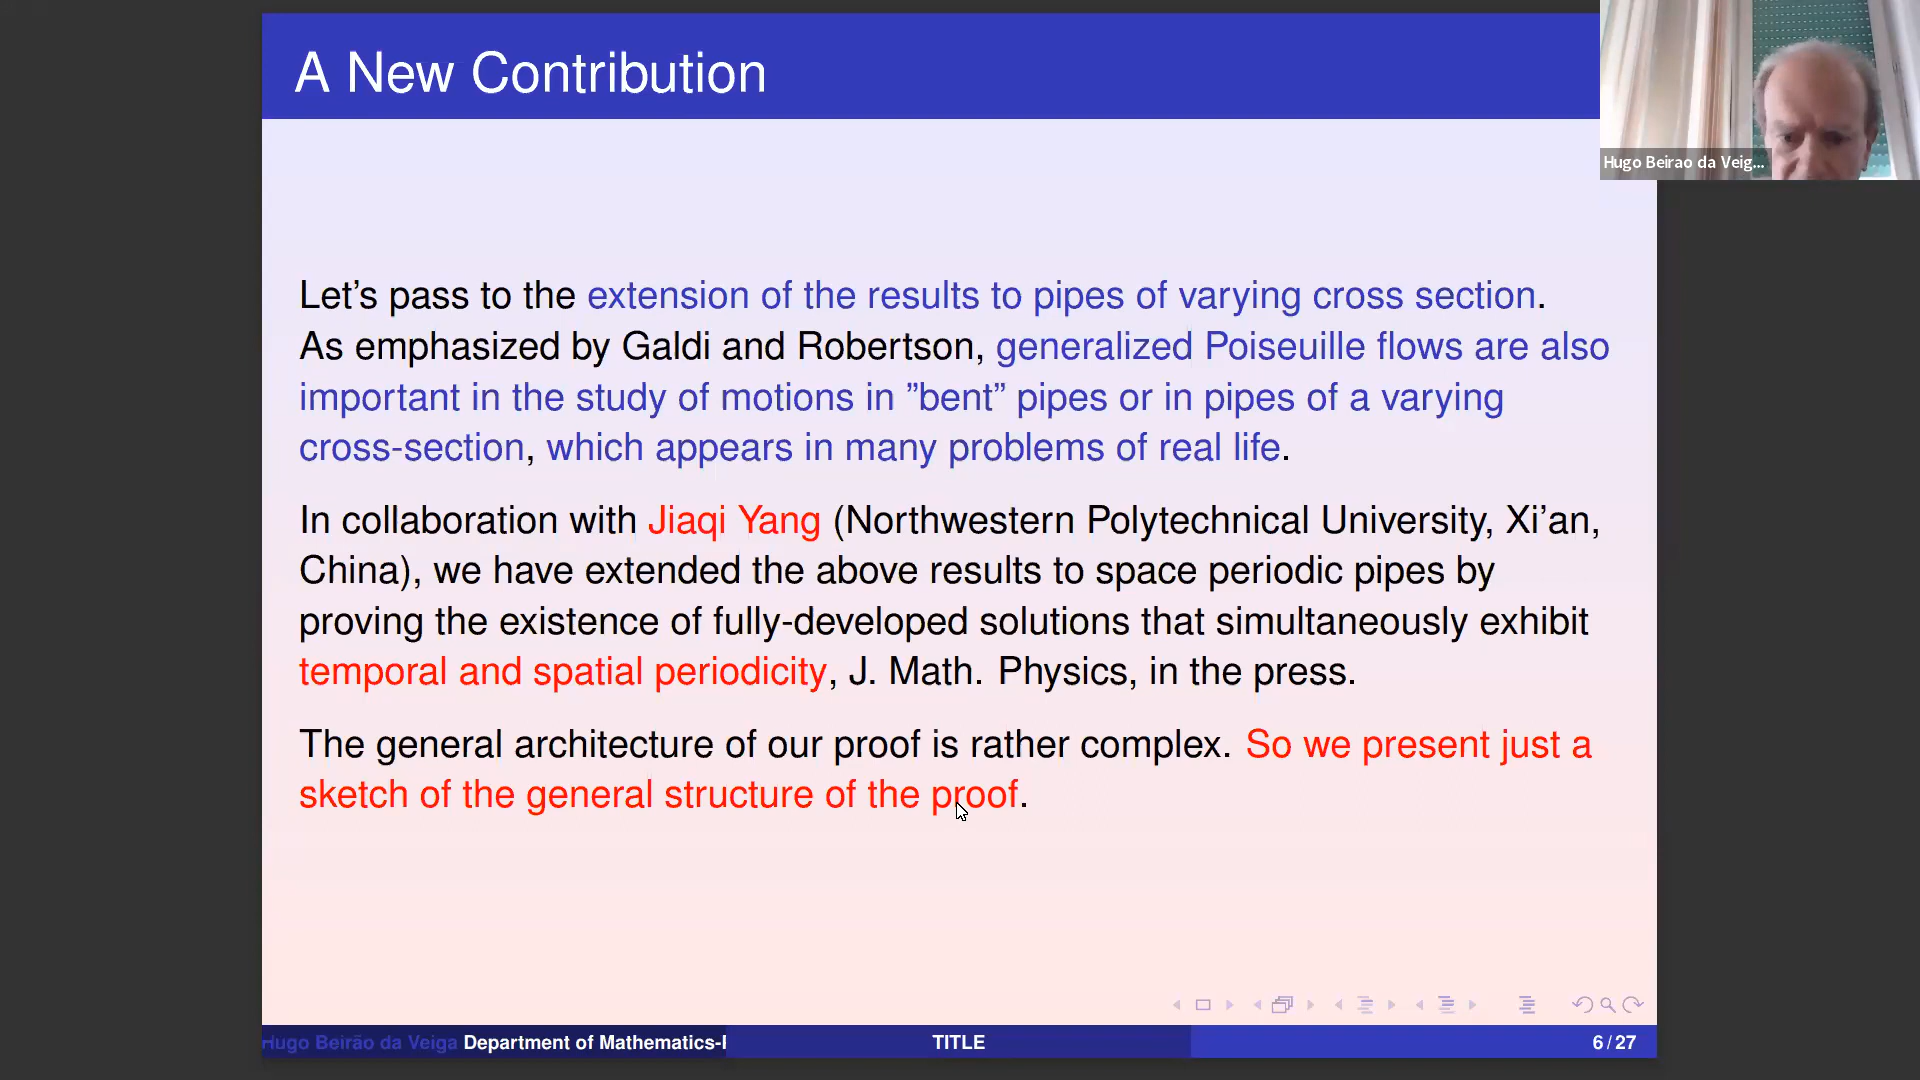 A New Contribution
Hugo Beirao da Veig...
Let's pass to the extension of the results to pipes of varying cross section.
As emphasized by Galdi and Robertson, generalized Poiseuille flows are also
important in the study of motions in ”bent” pipes or in pipes of a varying
cross-section, which appears in many problems of real life.
In collaboration with Jiaqi Yang (Northwestern Polytechnical University, Xi’an,
China), we have extended the above results to space periodic pipes by
proving the existence of fully-developed solutions that simultaneously exhibit
temporal and spatial periodicity, J. Math. Physics, in the press.
The general architecture of our proof is rather complex. So we present just a
sketch of the general structure of the proof.
Hugo Beirão da Veiga Department of Mathematics-
TITLE
6 / 27